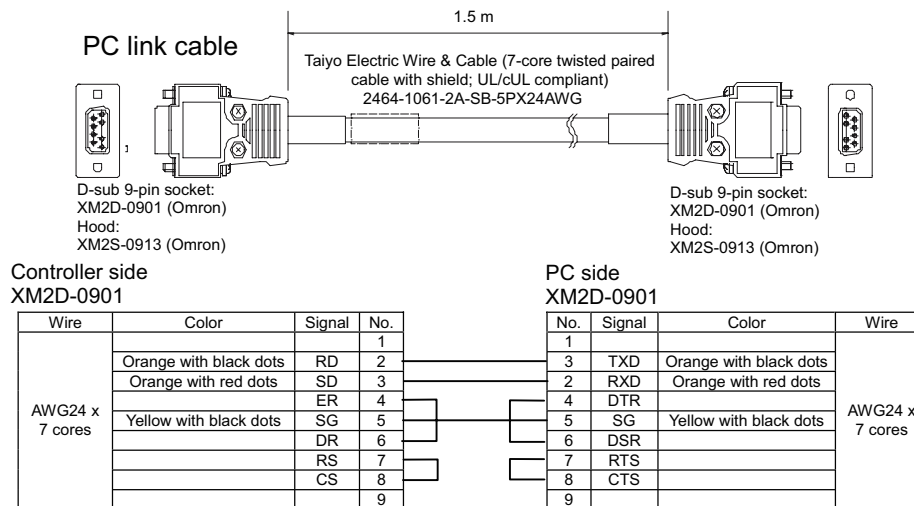 1.5 m
PC link cable
Taiyo Electric Wire & Cable (7-core twisted paired
cable with shield; UL/cUL compliant)
2464-1061-2A-SB-5PX24AWG
1
D-sub 9-pin socket:
XM2D-0901 (Omron)
Hood:
XM2S-0913 (Omron)
D-sub 9-pin socket:
XM2D-0901 (Omron)
Hood:
XM2S-0913 (Omron)
Controller side
XM2D-0901
Wire Color Signal No.
1
Orange with black dots RD 2
Orange with red dots SD 3
ER 4
AWG24 x
7 cores
Yellow with black dots SG 5
DR 6
RS 7
CS 8
9
PC side
XM2D-0901
No. Signal Color Wire
1
3 TXD Orange with black dots
2 RXD Orange with red dots
4 DTR
5 SG Yellow with black dots
AWG24 x
7 cores
6 DSR
7 RTS
8 CTS
9